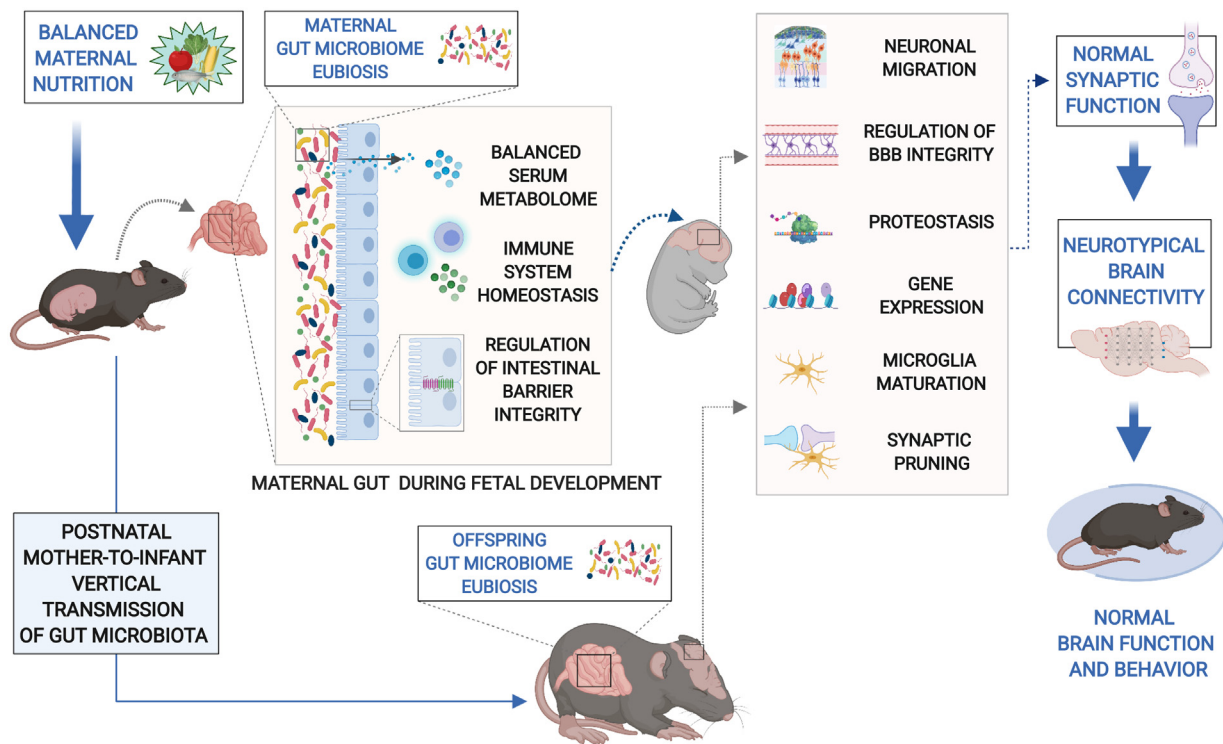 BALANCED
MATERNAL
NUTRITION
MATERNAL
GUT MICROBIOME
EUBIOSIS
BALANCED
SERUM
METABOLOME
IMMUNE
SYSTEM
HOMEOSTASIS
REGULATION
OF INTESTINAL
BARRIER
INTEGRITY
MATERNAL GUT DURING FETAL DEVELOPMENT
POSTNATAL
MOTHER-TO-INFANT
VERTICAL
TRANSMISSION
OF GUT MICROBIOTA
OFFSPRING
GUT MICROBIOME
EUBIOSIS
NEURONAL
MIGRATION
REGULATION OF
BBB INTEGRITY
PROTEOSTASIS
GENE
EXPRESSION
MICROGLIA
MATURATION
SYNAPTIC
PRUNING
NORMAL
SYNAPTIC
FUNCTION
NEUROTYPICAL
BRAIN
CONNECTIVITY
NORMAL
BRAIN FUNCTION
AND BEHAVIOR